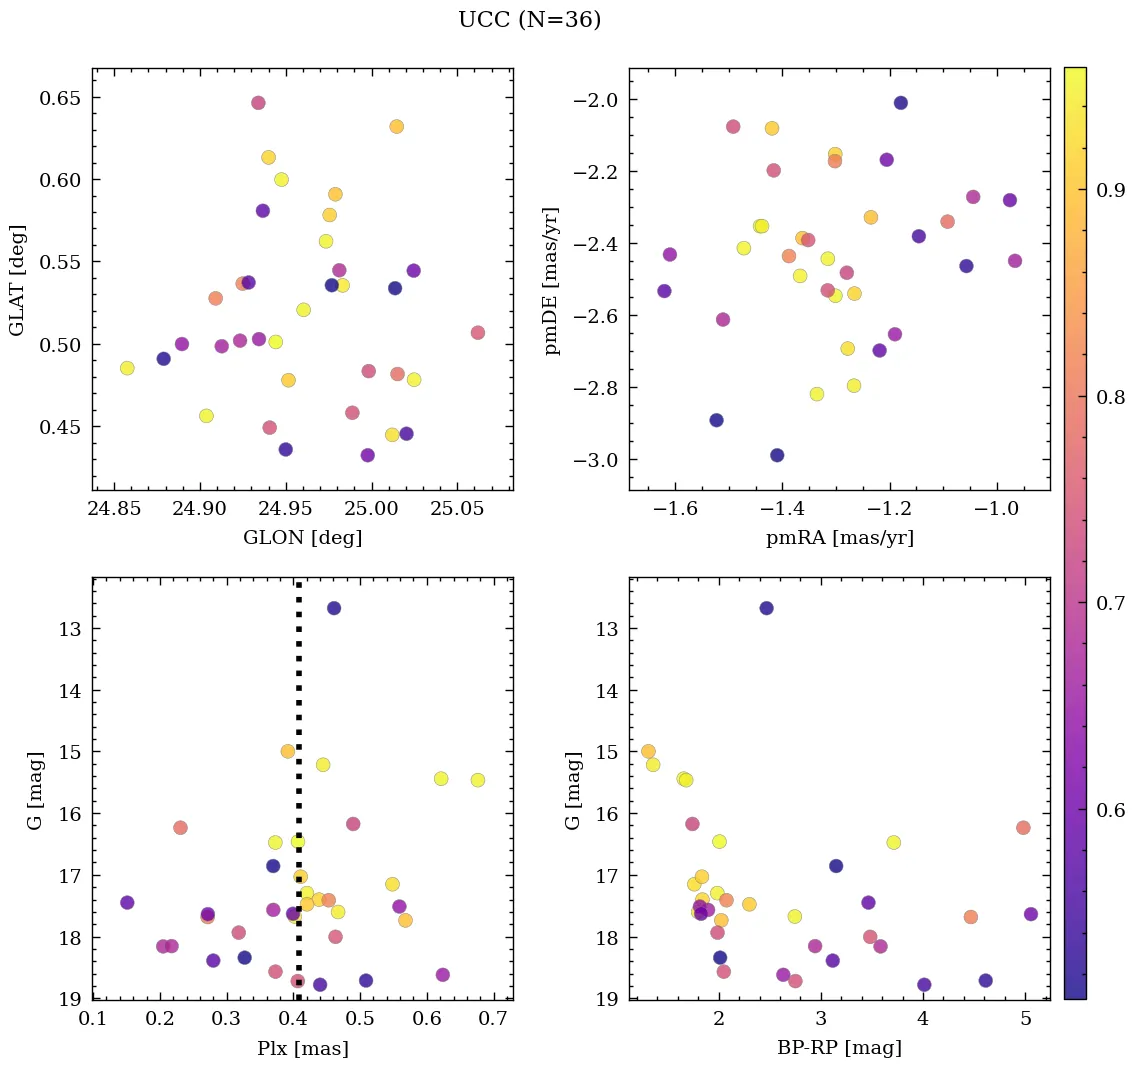 UCC (N=36)
0.65
0.60
0.55
0.50
0.45
GLAT [deg]
24.85 24.90 24.95 25.00 25.05
GLON [deg]
−2.0
−2.2
−2.4
−2.6
−2.8
−3.0
pmDE [mas/yr]
−1.6 −1.4 −1.2 −1.0
pmRA [mas/yr]
0.9
0.8
0.7
0.6
13
14
15
16
17
18
19
G [mag]
0.1 0.2 0.3 0.4 0.5 0.6 0.7
Plx [mas]
13
14
15
16
17
18
19
G [mag]
2 3 4 5
BP-RP [mag]